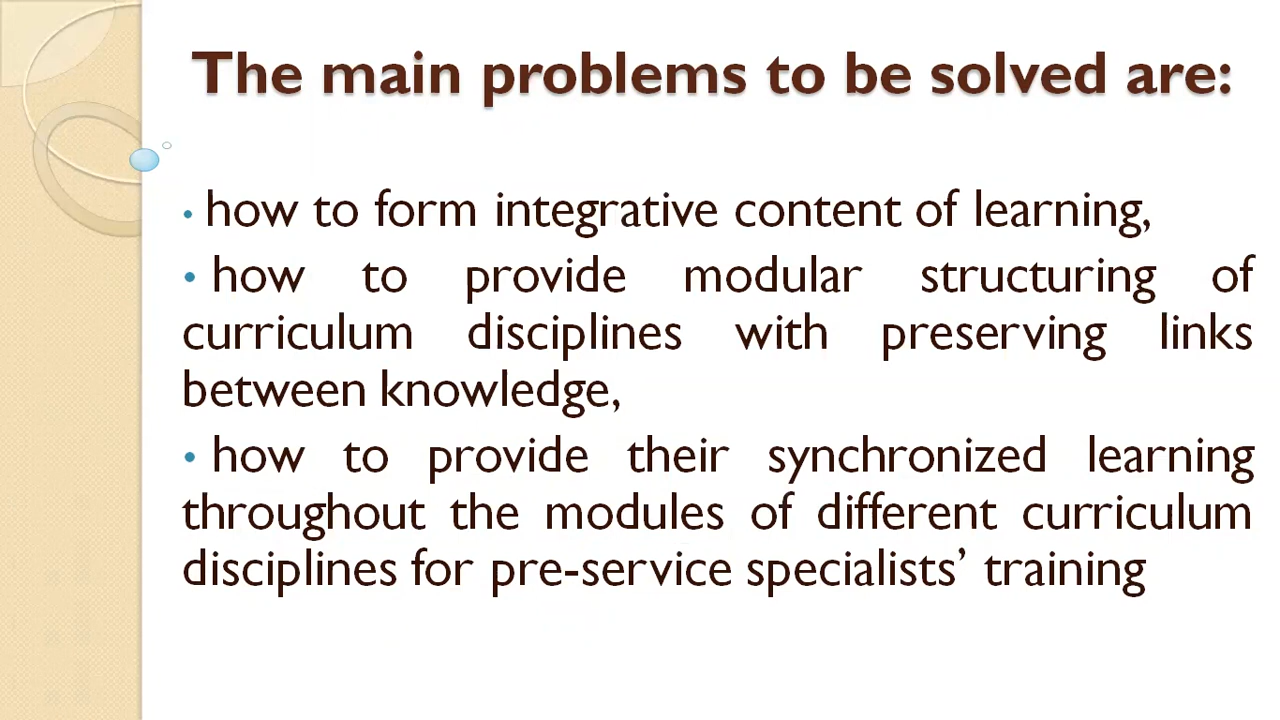 The main problems to be solved are:
• how to form integrative content of learning,
• how to provide modular structuring of
curriculum disciplines with preserving links
between knowledge,
• how to provide their synchronized learning
throughout the modules of different curriculum
disciplines for pre-service specialists’ training